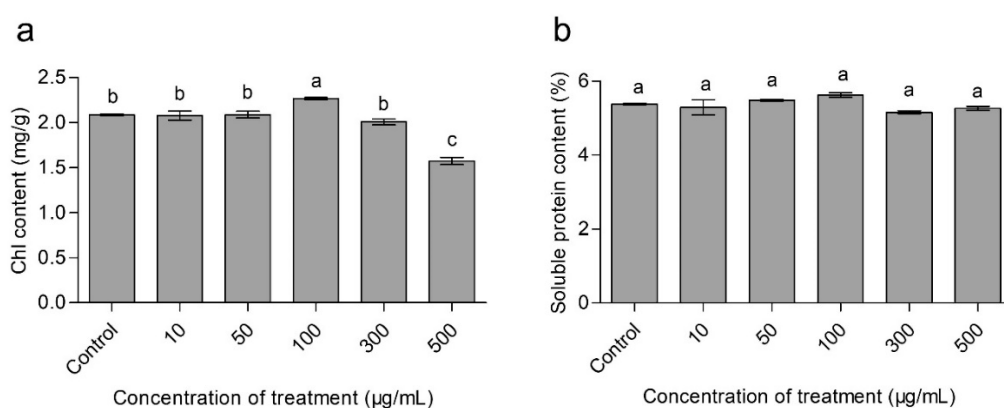 a
Chl content (mg/g)
2.5
2.0
1.5
1.0
0.5
0.0
b b b a b c
Control 10 50 100 300 500
Concentration of treatment (µg/mL)
b
Soluble protein content (%)
6
4
2
0
a a a a a a
Control 10 50 100 300 500
Concentration of treatment (µg/mL)